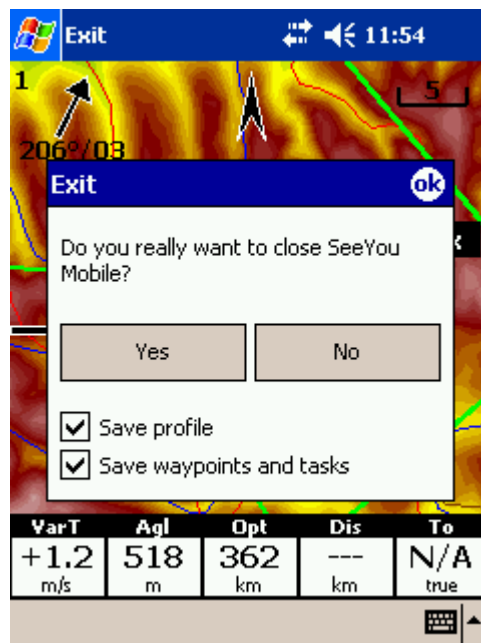 Exit
11:54
1
5
206°/03
Exit
ok
Do you really want to close SeeYou
Mobile?
Yes
No
Save profile
Save waypoints and tasks
VarT Agl Opt Dis To
+1.2 518 362 --- N/A
m/s m km km true